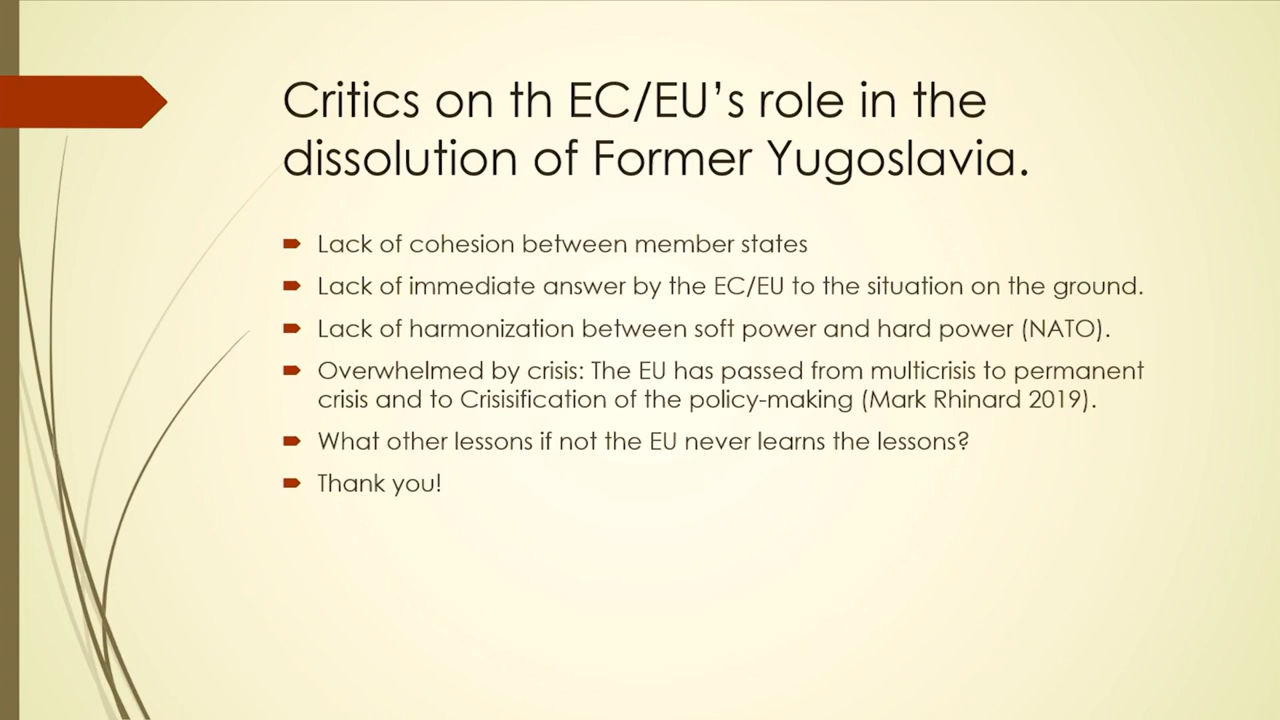 Critics on th EC/EU’s role in the
dissolution of Former Yugoslavia.
Lack of cohesion between member states
Lack of immediate answer by the EC/EU to the situation on the ground.
Lack of harmonization between soft power and hard power (NATO).
Overwhelmed by crisis: The EU has passed from multicrisis to permanent
crisis and to Crisisification of the policy-making (Mark Rhinard 2019).
What other lessons if not the EU never learns the lessons?
Thank you!